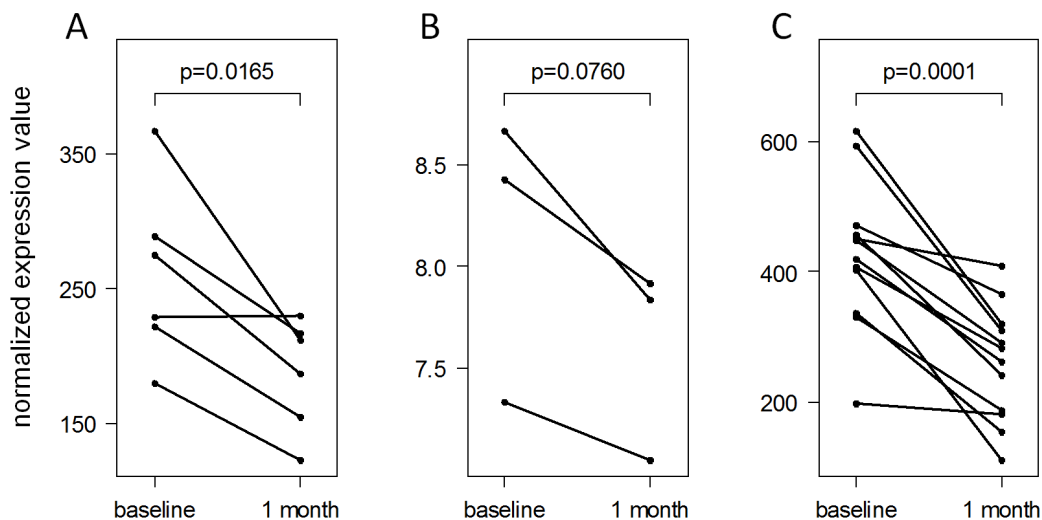 A
B
C
p=0.0165
p=0.0760
p=0.0001
normalized expression value
350
250
150
8.5
8.0
7.5
600
400
200
baseline 1 month
baseline 1 month
baseline 1 month